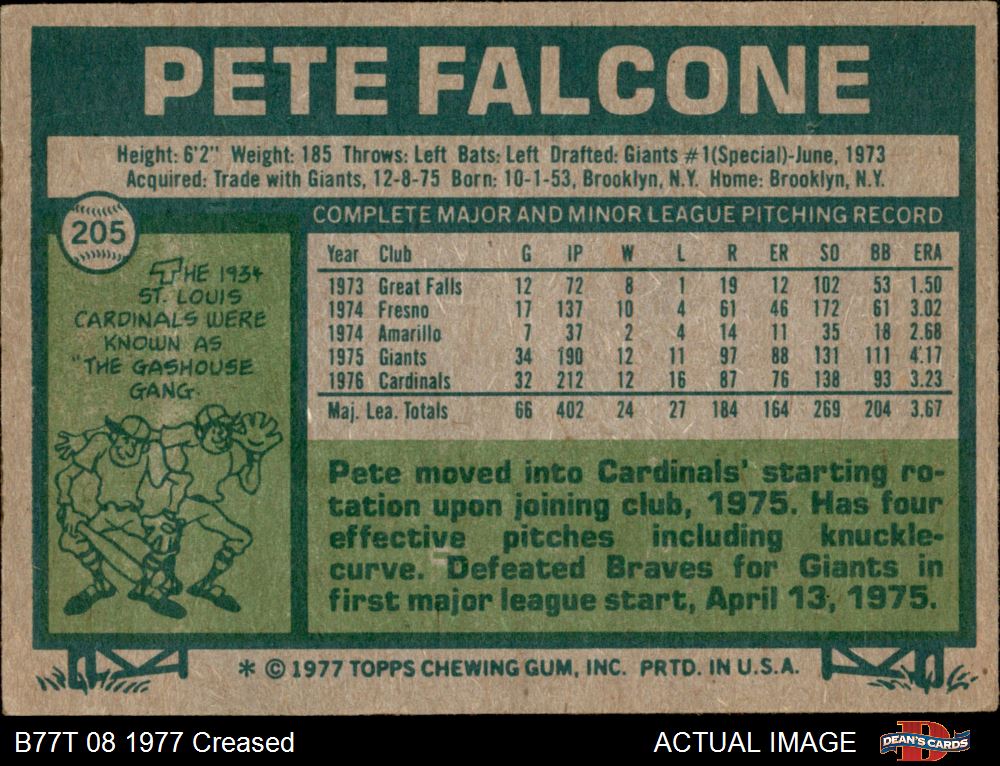 PETE FALCONE
Height: 6'2" Weight: 185 Throws: Left Bats: Left Drafted: Giants #1(Special)-June, 1973
Acquired: Trade with Giants, 12-8-75 Born: 10-1-53, Brooklyn, N.Y. Home: Brooklyn, N.Y.
205
THE 1934
ST. LOUIS
CARDINALS WERE
KNOWN AS
"THE GASHOUSE
GANG.
COMPLETE MAJOR AND MINOR LEAGUE PITCHING RECORD
Year Club G IP W L R ER SO BB ERA
1973 Great Falls 12 72 8 1 19 12 102 53 1.50
1974 Fresno 17 137 10 4 61 46 172 61 3.02
1974 Amarillo 7 37 2 4 14 11 35 18 2.68
1975 Giants 34 190 12 11 97 88 131 111 4.17
1976 Cardinals 32 212 12 16 87 76 138 93 3.23
Maj. Lea. Totals 66 402 24 27 184 164 269 204 3.67
Pete moved into Cardinals' starting ro-
tation upon joining club, 1975. Has four
effective pitches including knuckle-
curve. Defeated Braves for Giants in
first major league start, April 13, 1975.
* © 1977 TOPPS CHEWING GUM, INC. PRTD. IN U.S.A.
B77T 08 1977 Creased
ACTUAL IMAGE
D
DEAN'S CARDS